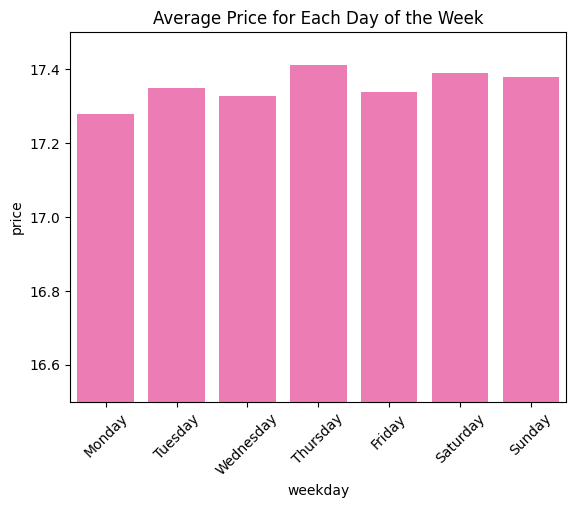 Average Price for Each Day of the Week
price
17.4
17.2
17.0
16.8
16.6
Monday
Tuesday
Wednesday
Thursday
Friday
Saturday
Sunday
weekday